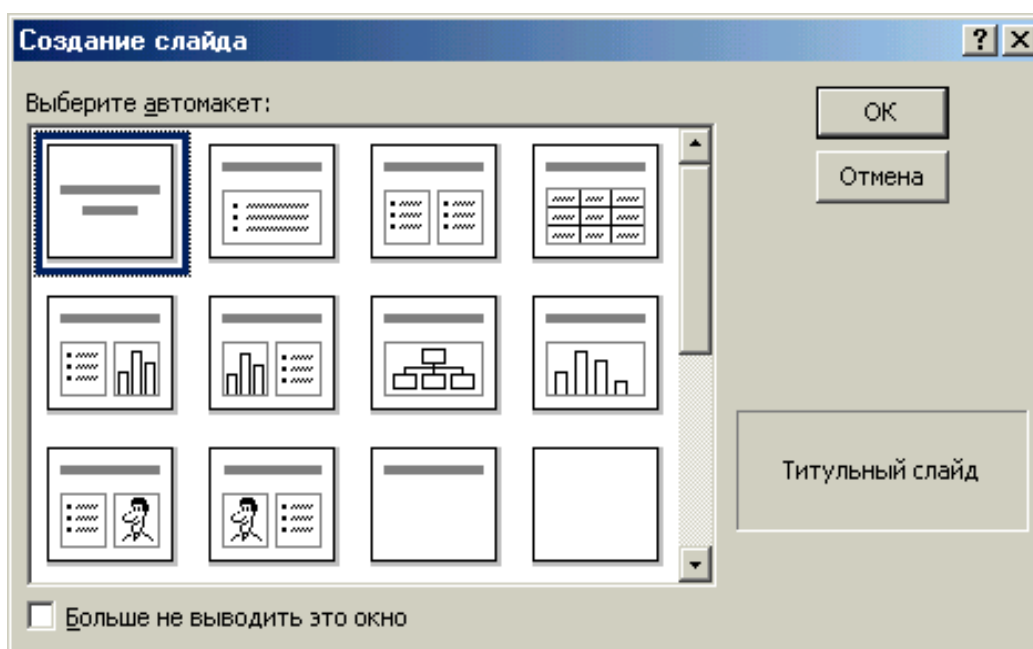 Создание слайда
Выберите автомакет:
ОК
Отмена
Титульный слайд
Больше не выводить это окно